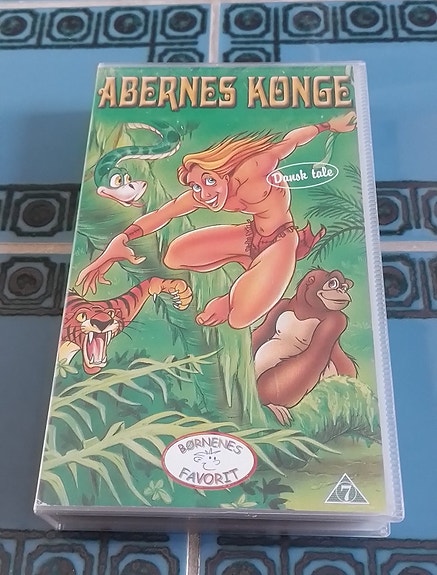 ABERNES KONGE
Dansk tale
BØRNENES
FAVORIT
7